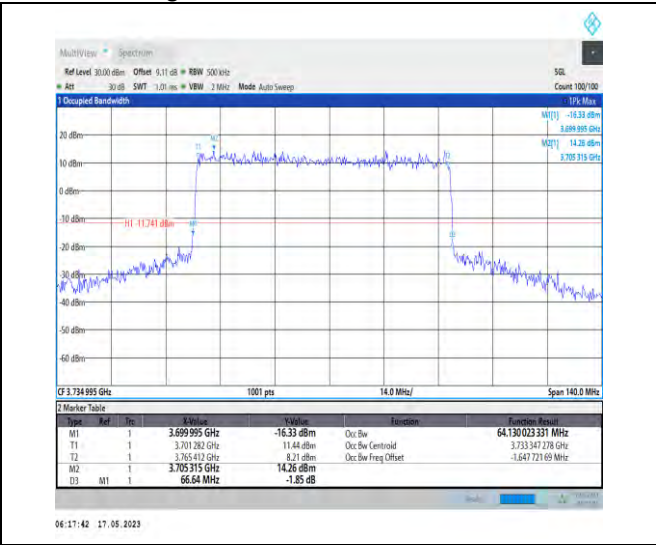 MultiView Spectrum
Ref Level 30.00 dBm Offset 9.11 dB RBW 500 kHz SGL
Att 30 dB SWT 1.01 ms VBW 2 MHz Mode Auto Sweep Count 100/100
1 Occupied Bandwidth 1Pk Max
M1[1] -16.33 dBm
3.699 995 GHz
M2[1] 14.26 dBm
3.705 315 GHz
20 dBm
T1 M2
10 dBm T2
0 dBm
-10 dBm
H1 -11.741 dBm M1
-20 dBm D3
-30 dBm
-40 dBm
-50 dBm
-60 dBm
CF 3.734 995 GHz 1001 pts 14.0 MHz/ Span 140.0 MHz
2 Marker Table
Type Ref Trc X-Value Y-Value Function Function Result
M1 1 3.699 995 GHz -16.33 dBm Occ Bw 64.130 023 331 MHz
T1 1 3.701 282 GHz 11.44 dBm Occ Bw Centroid 3.733 347 278 GHz
T2 1 3.765 412 GHz 8.21 dBm Occ Bw Freq Offset -1.647 721 69 MHz
M2 1 3.705 315 GHz 14.26 dBm
D3 M1 1 66.64 MHz -1.85 dB
06:17:42 17.05.2023